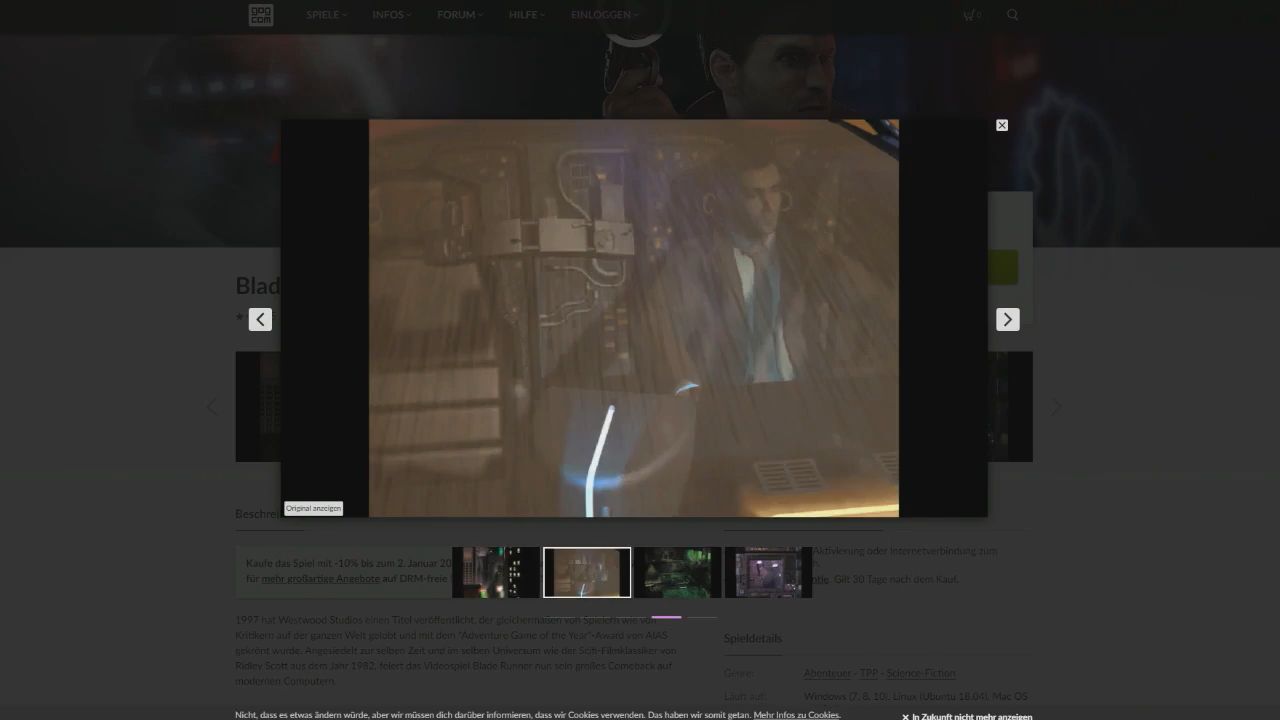 gog
com
SPIELE
INFOS
FORUM
HILFE
EINLOGGEN
0
Blad
Original anzeigen
Kaufe das Spiel mit -10% bis zum 2. Januar 20
für mehr großartige Angebote auf DRM-freie
Aktivierung oder Internetverbindung zum
Gilt 30 Tage nach dem Kauf.
1997 hat Westwood Studios einen Titel veröffentlicht, der gleichermaßen von Spielern wie von
Kritikern auf der ganzen Welt gelobt und mit dem "Adventure Game of the Year"-Award von AIAS
gekrönt wurde. Angesiedelt zur selben Zeit und im selben Universum wie der Scifi-Filmklassiker von
Ridley Scott aus dem Jahr 1982, feiert das Videospiel Blade Runner nun sein großes Comeback auf
modernen Computern.
Spieldetails
Genre: Abenteuer - TPP - Science-Fiction
Läuft auf: Windows (7, 8, 10), Linux (Ubuntu 18.04), Mac OS
Nicht, dass es etwas ändern würde, aber wir müssen dich darüber informieren, dass wir Cookies verwenden. Das haben wir somit getan. Mehr Infos zu Cookies.
In Zukunft nicht mehr anzeigen